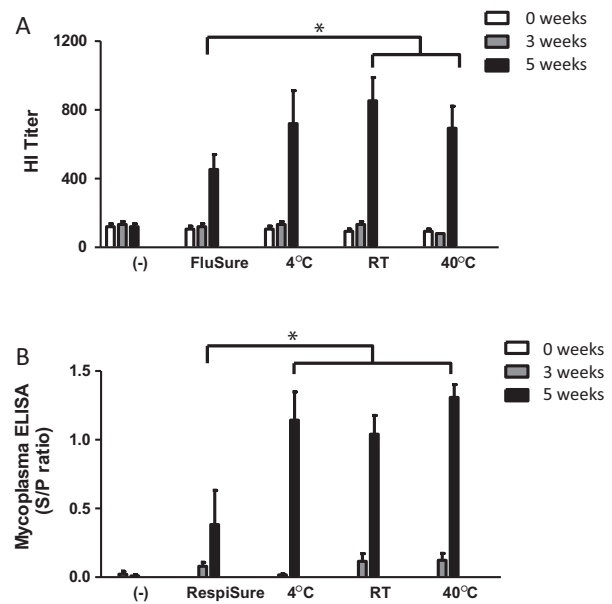 A
0 weeks
3 weeks
5 weeks
*
HI Titer
1200
800
400
0
(-) FluSure 4°C RT 40°C
B
0 weeks
3 weeks
5 weeks
*
Mycoplasma ELISA
(S/P ratio)
1.5
1.0
0.5
0.0
(-) RespiSure 4°C RT 40°C